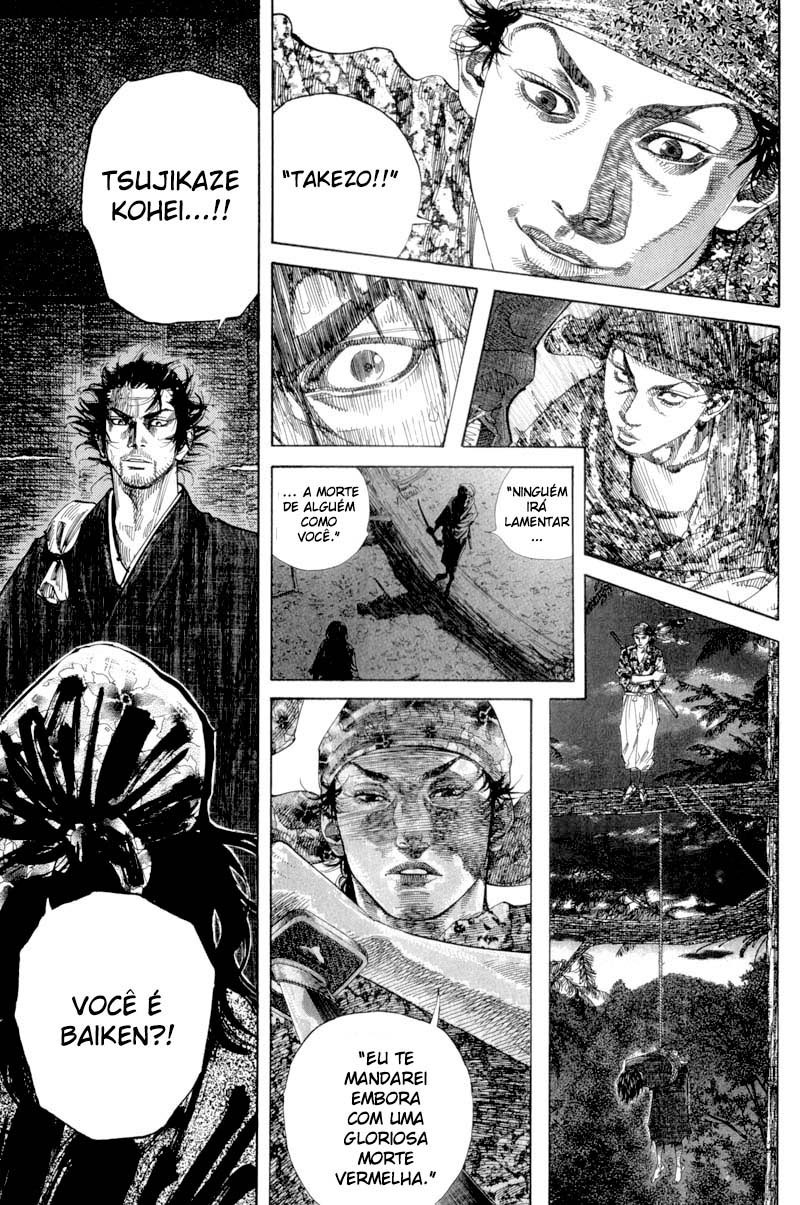 "TAKEZO!!"
"NINGUÉM
IRÁ
LAMENTAR
...
... A MORTE
DE ALGUÉM
COMO
VOCÊ."
"EU TE
MANDAREI
EMBORA
COM UMA
GLORIOSA
MORTE
VERMELHA."
TSUJIKAZE
KOHEI...!!
VOCÊ É
BAIKEN?!